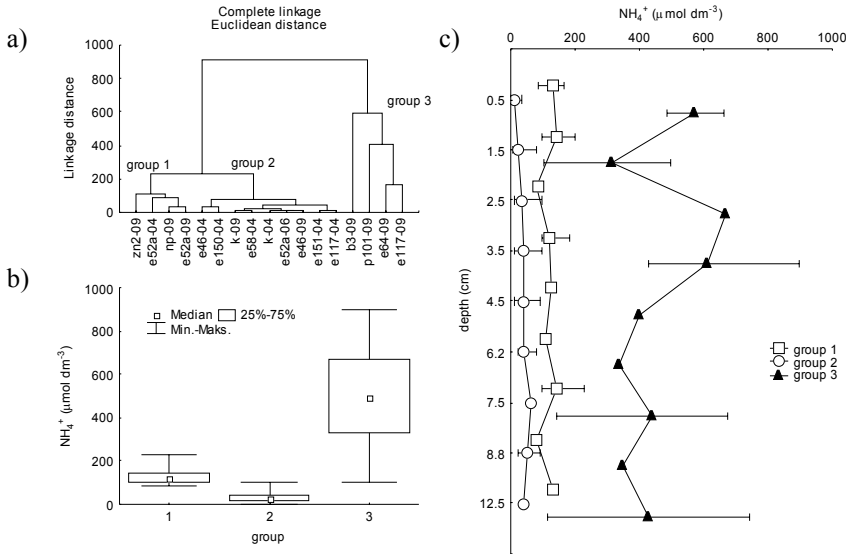 a)
Complete linkage
Euclidean distance
1000
800
600
400
200
0
Linkage distance
group 1
group 2
group 3
zn2-09
e52a-04
np-09
e52a-09
e46-04
e150-04
k-09
e58-04
k-04
e52a-06
e46-09
e151-04
e117-04
b3-09
p101-09
e64-09
e117-09
b)
1000
800
600
400
200
0
NH₄⁺ (μmol dm⁻³)
Median
25%-75%
Min.-Maks.
1
2
3
group
c)
NH₄⁺ (μ mol dm⁻³)
0
200
400
600
800
1000
depth (cm)
0.5
1.5
2.5
3.5
4.5
6.2
7.5
8.8
12.5
group 1
group 2
group 3